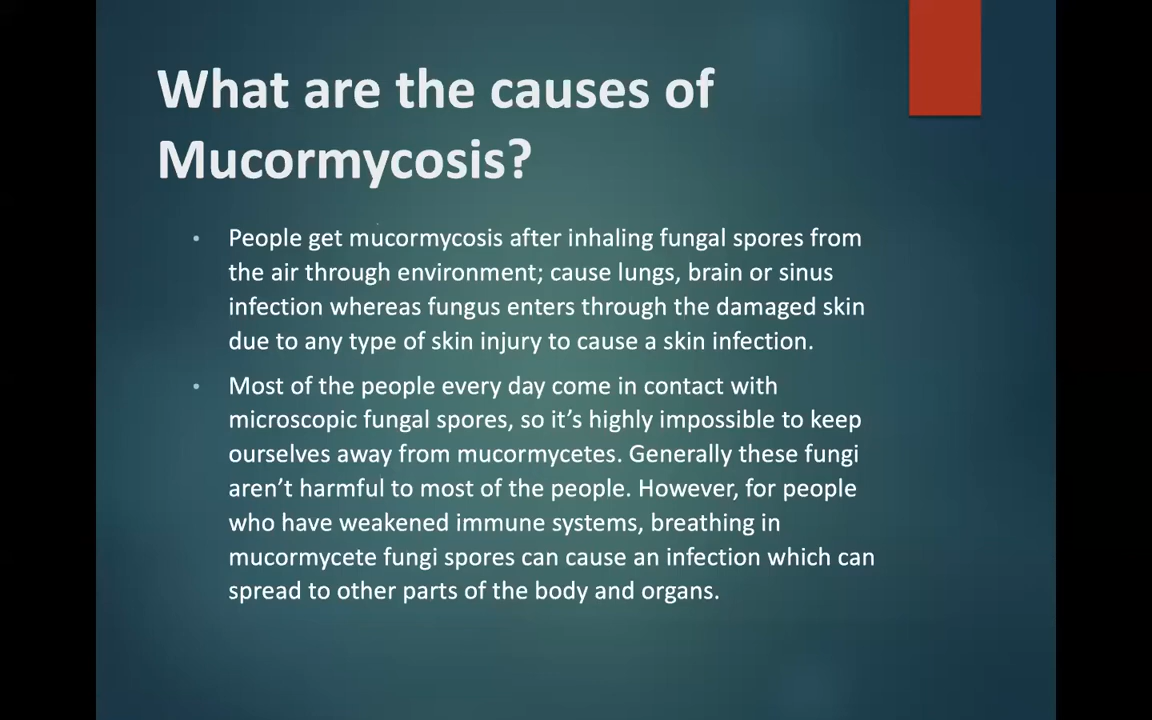 What are the causes of
Mucormycosis?
• People get mucormycosis after inhaling fungal spores from
the air through environment; cause lungs, brain or sinus
infection whereas fungus enters through the damaged skin
due to any type of skin injury to cause a skin infection.
• Most of the people every day come in contact with
microscopic fungal spores, so it’s highly impossible to keep
ourselves away from mucormycetes. Generally these fungi
aren’t harmful to most of the people. However, for people
who have weakened immune systems, breathing in
mucormycete fungi spores can cause an infection which can
spread to other parts of the body and organs.